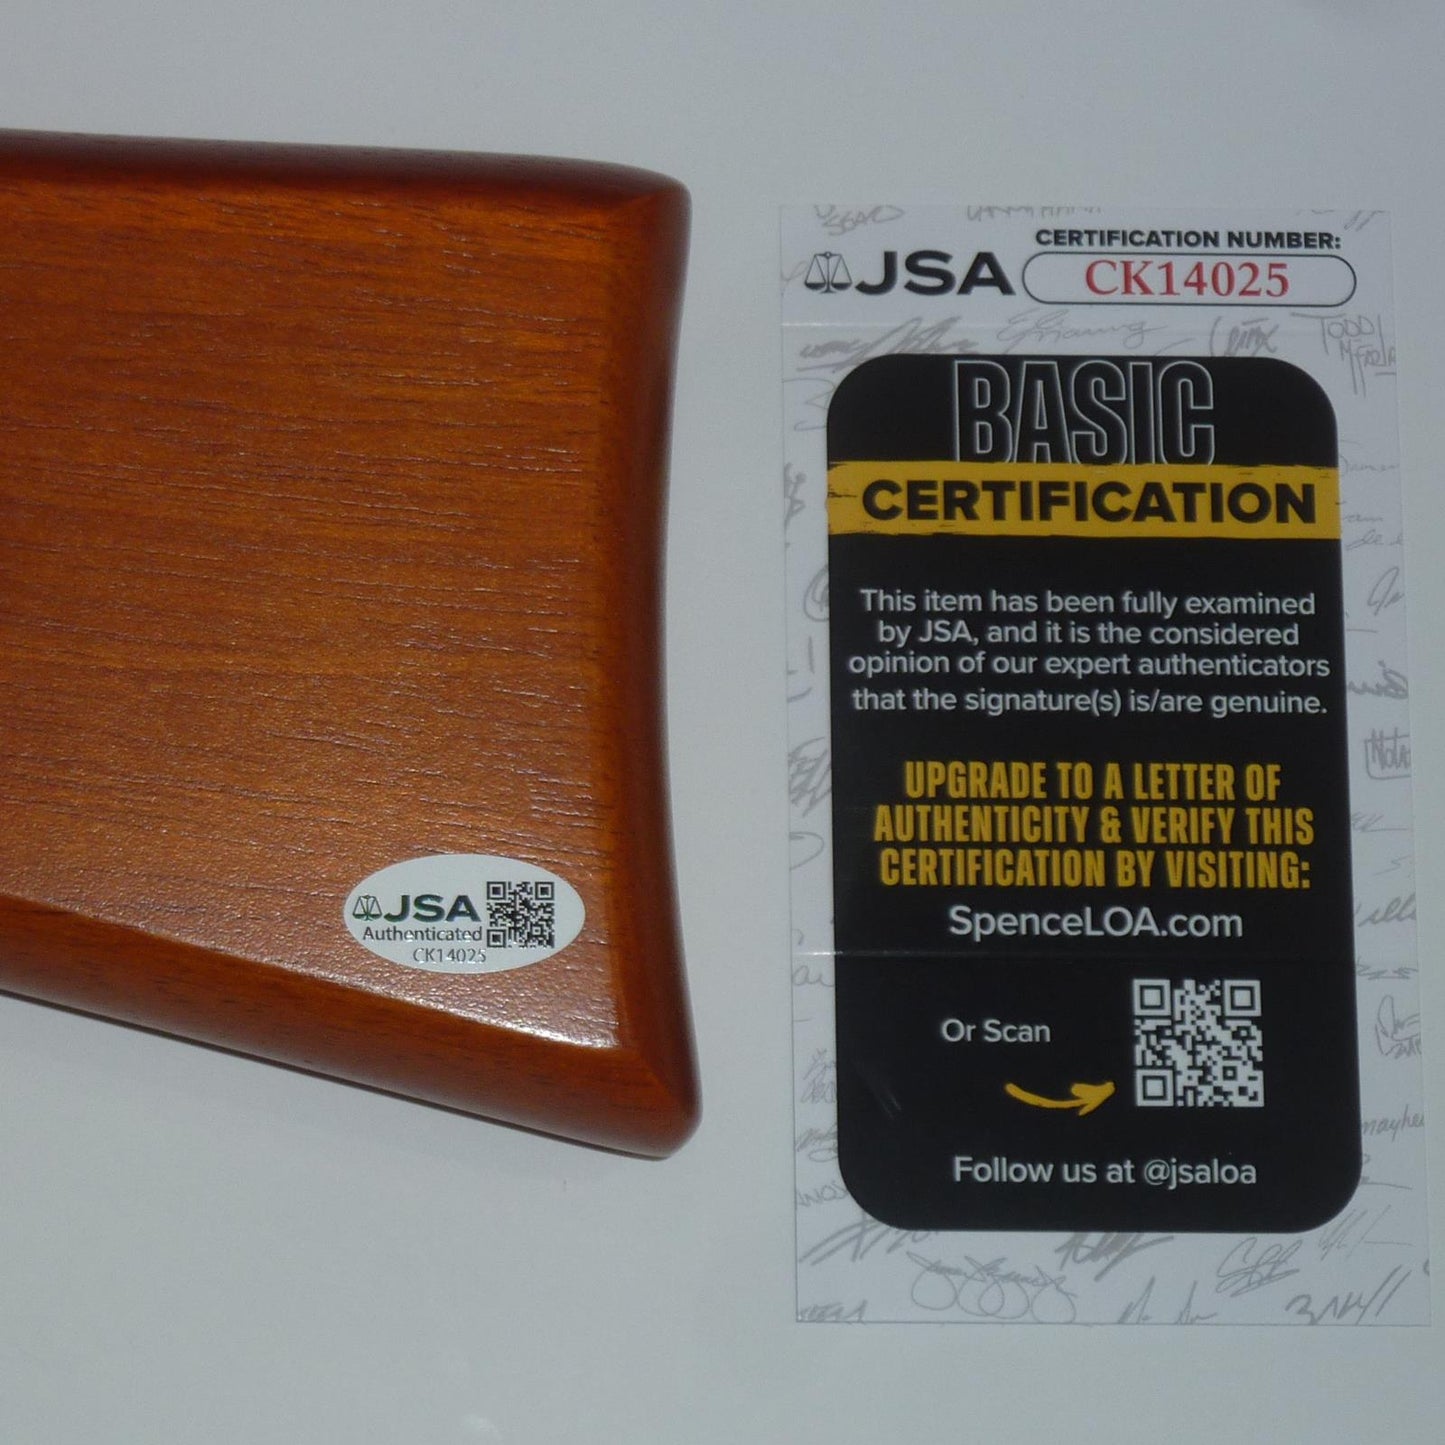 JSA
Authenticated
CK14025
JSA
CERTIFICATION NUMBER:
CK14025
BASIC
CERTIFICATION
This item has been fully examined
by JSA, and it is the considered
opinion of our expert authenticators
that the signature(s) is/are genuine.
UPGRADE TO A LETTER OF
AUTHENTICITY & VERIFY THIS
CERTIFICATION BY VISITING:
SpenceLOA.com
Or Scan
Follow us at @jsaloa